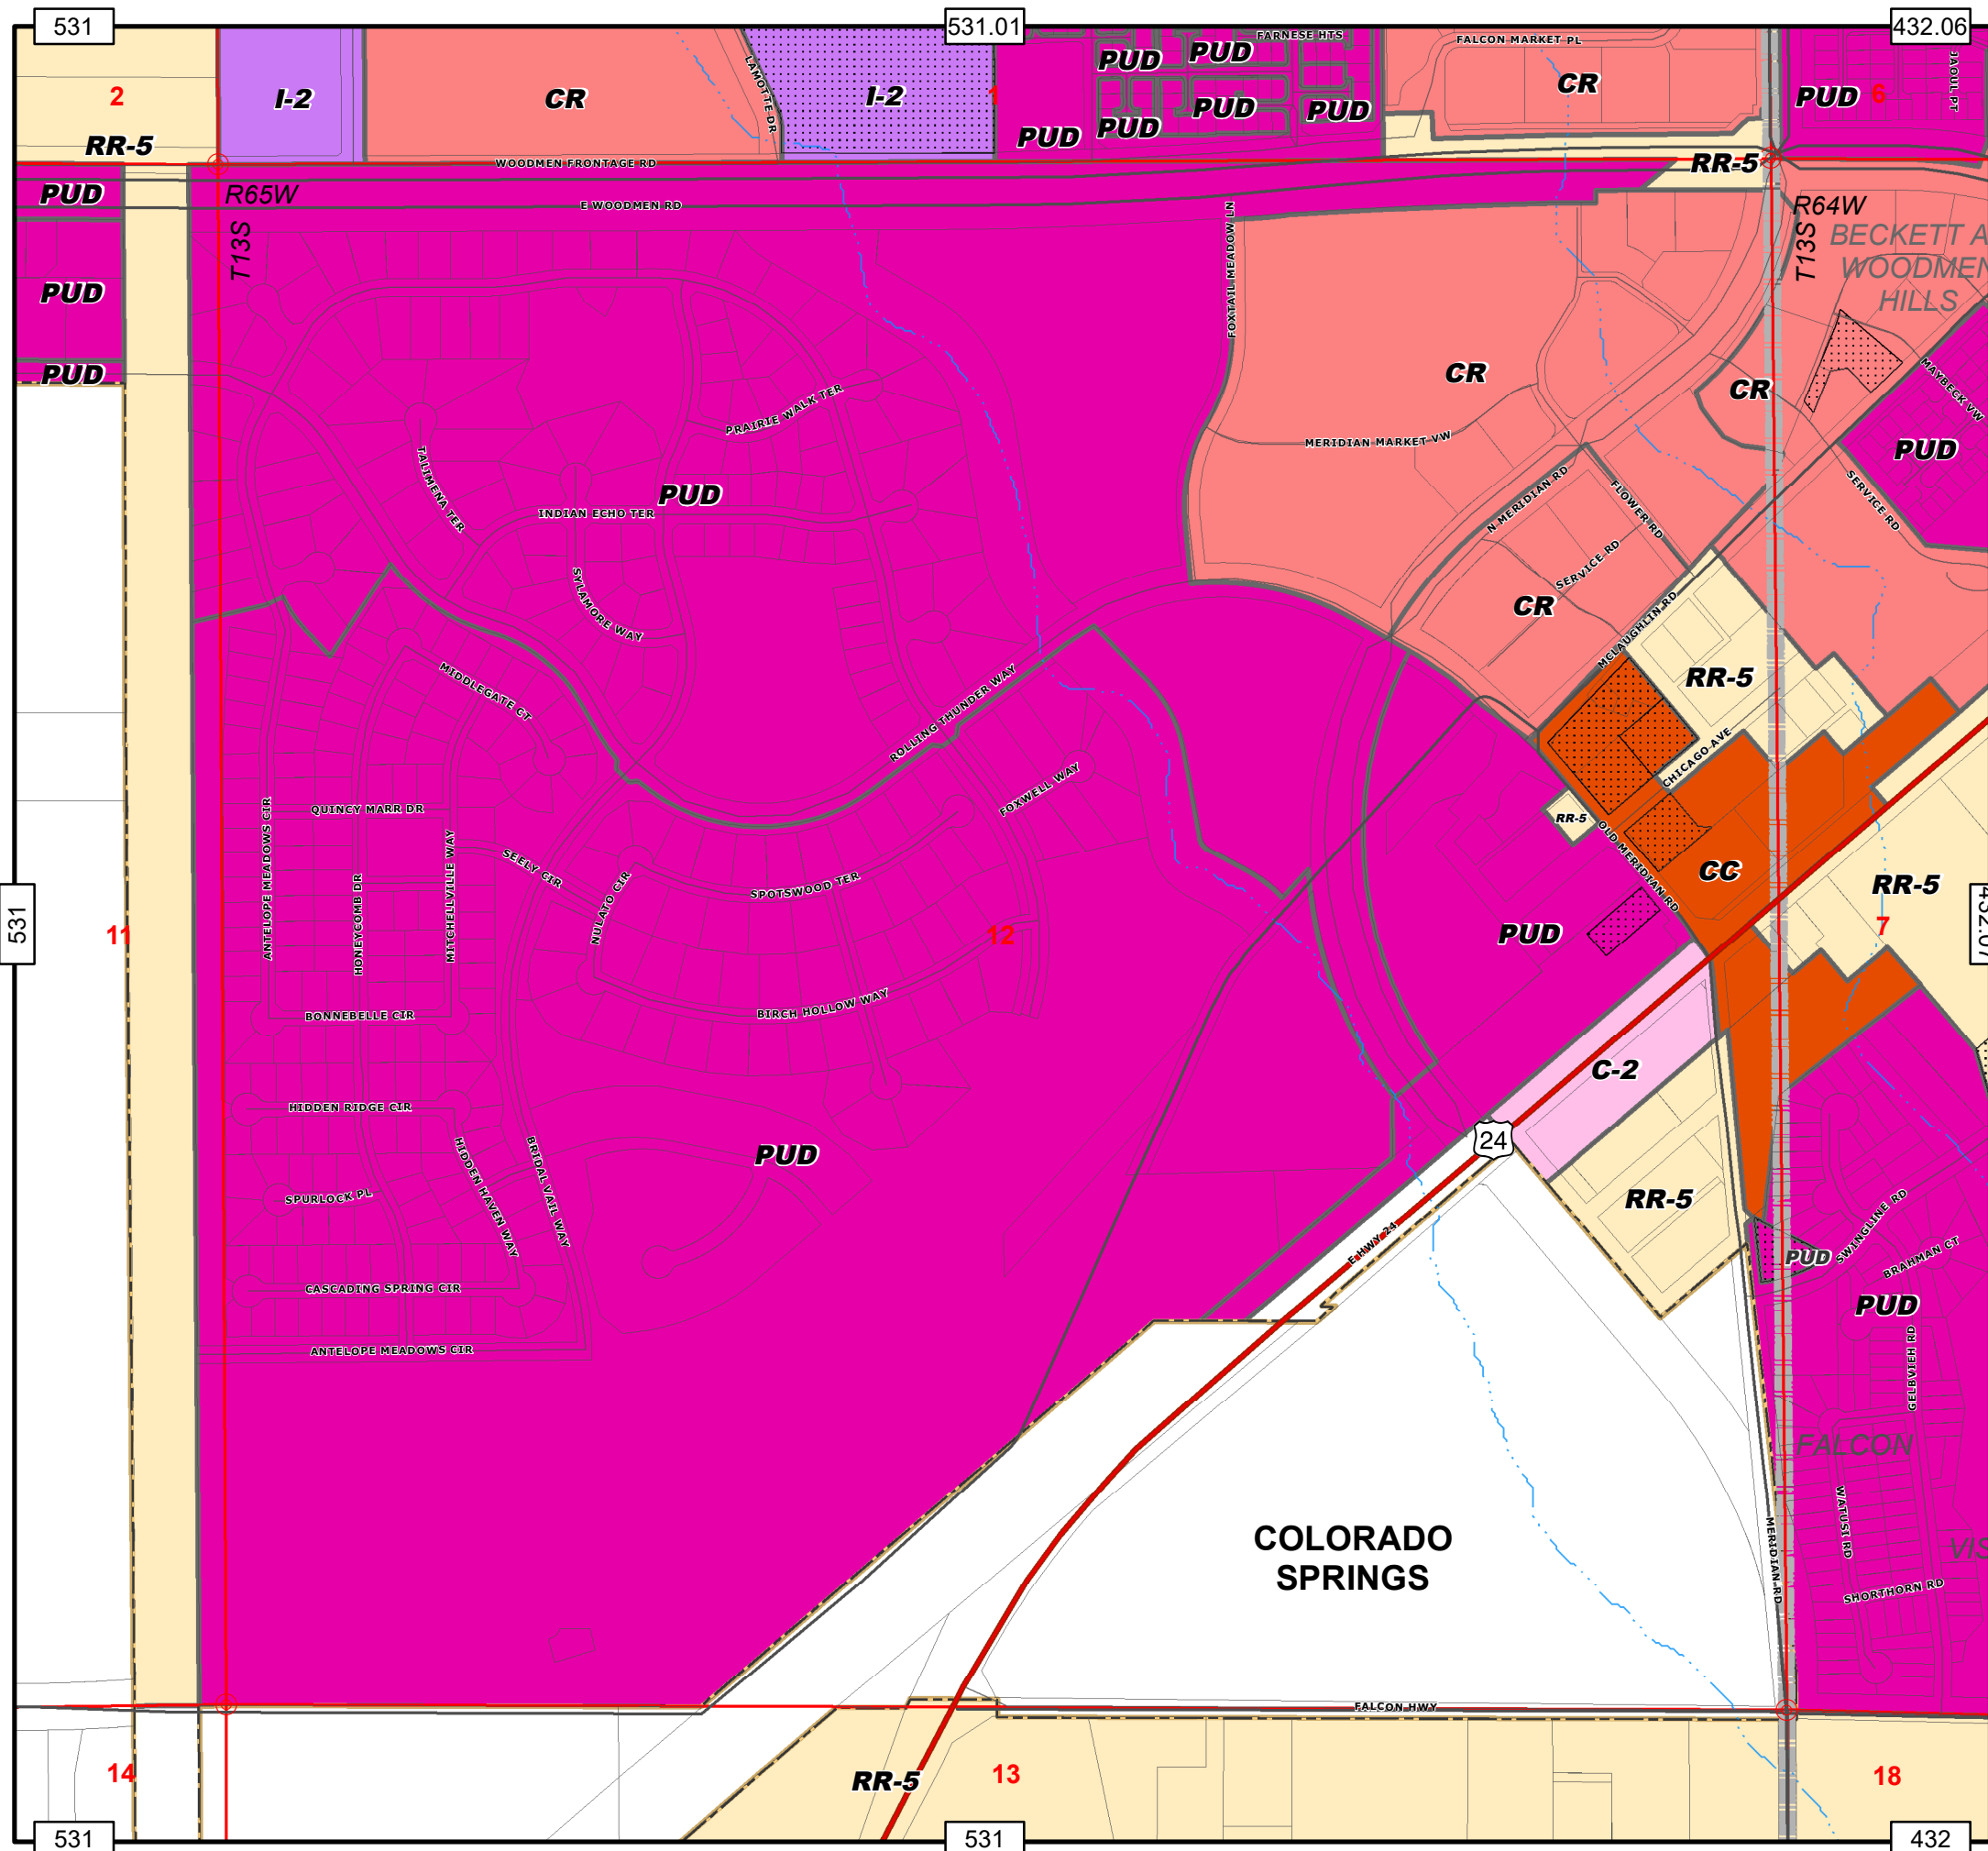 531
531.01
432.06
FARNESE HTS
FALCON MARKET PL
JAOUL PT
PUD
PUD
LAMOTTE DR
2
I-2
CR
I-2
1
CR
PUD
6
PUD
PUD
PUD
PUD
RR-5
WOODMEN FRONTAGE RD
RR-5
PUD
R65W
E WOODMEN RD
R64W
T13S
T13S
FOXTAIL MEADOW LN
BECKETT A
WOODMEN
HILLS
PUD
PUD
CR
CR
MAYBECK VW
PRAIRIE WALK TER
MERIDIAN MARKET VW
PUD
TALIMENA TER
PUD
INDIAN ECHO TER
N MERIDIAN RD
FLOWER RD
SERVICE RD
SERVICE RD
SYLAMORE WAY
CR
MCLAUGHLIN RD
MIDDLEGATE CT
ROLLING THUNDER WAY
RR-5
CHICAGO AVE
FOXWELL WAY
QUINCY MARR DR
RR-5
ANTELOPE MEADOWS CIR
MITCHELLVILLE WAY
SEELY CIR
SPOTSWOOD TER
OLD MERIDIAN RD
CC
RR-5
HONEYCOMB DR
NULATO CIR
531
11
12
PUD
7
432.07
BIRCH HOLLOW WAY
BONNEBELLE CIR
C-2
HIDDEN RIDGE CIR
24
PUD
HIDDEN HAVEN WAY
BRIDAL VAIL WAY
SPURLOCK PL
RR-5
SWINGLINE RD
E HWY 24
PUD
BRAHMAN CT
CASCADING SPRING CIR
PUD
ANTELOPE MEADOWS CIR
GELBVIEH RD
FALCON
WATUSI RD
COLORADO
SPRINGS
MERIDIAN RD
VIS
SHORTHORN RD
FALCON HWY
14
RR-5
13
18
531
531
432